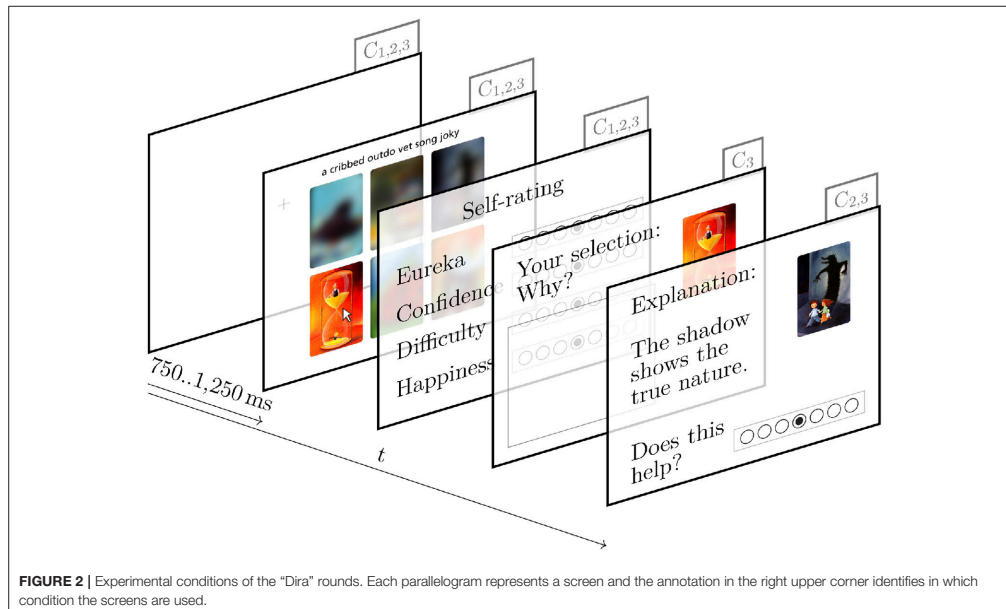 C1,2,3
C1,2,3
a cribbed outdo vet song joky
C1,2,3
Self-rating
Eureka
Confidence
Difficulty
Happiness
C3
Your selection:
Why?
C2,3
Explanation:
The shadow
shows the
true nature.
Does this
help?
750..1,250 ms
t
FIGURE 2 | Experimental conditions of the “Dira” rounds. Each parallelogram represents a screen and the annotation in the right upper corner identifies in which
condition the screens are used.